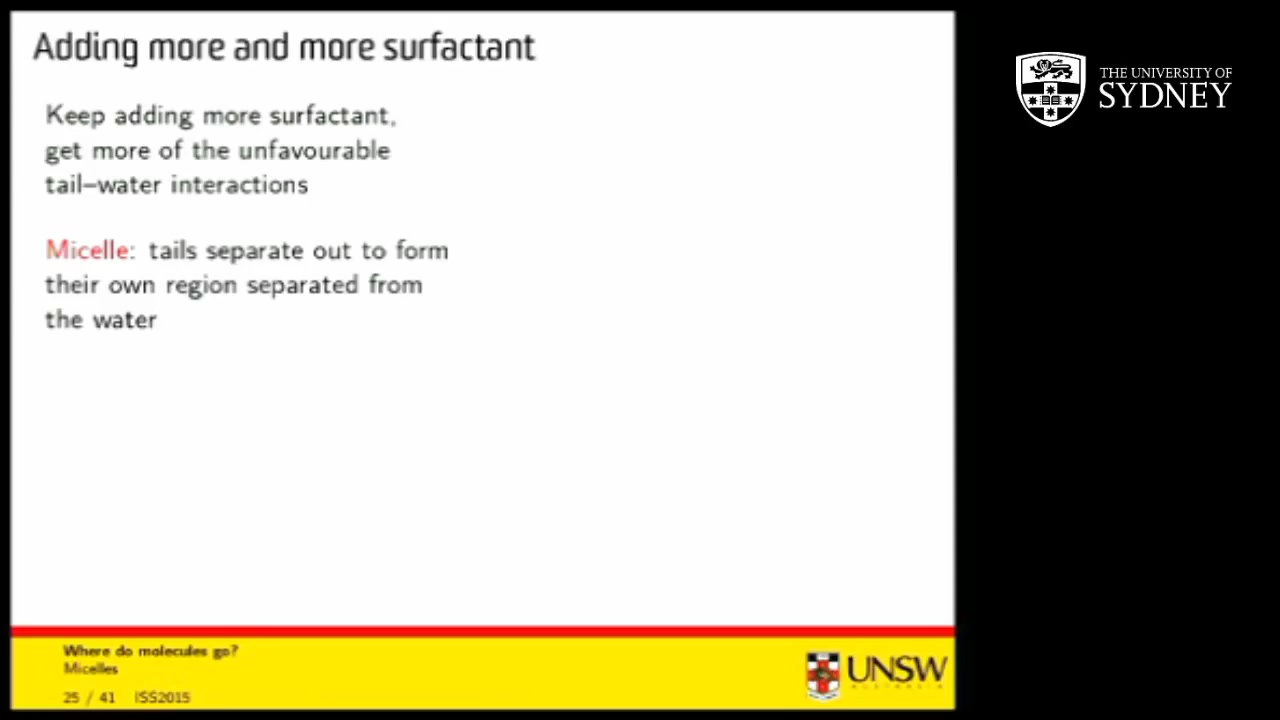 Adding more and more surfactant
Keep adding more surfactant,
get more of the unfavourable
tail–water interactions
Micelle: tails separate out to form
their own region separated from
the water
Where do molecules go?
Micelles
25 / 41 ISS2015
UNSW
AUSTRALIA
THE UNIVERSITY OF
SYDNEY